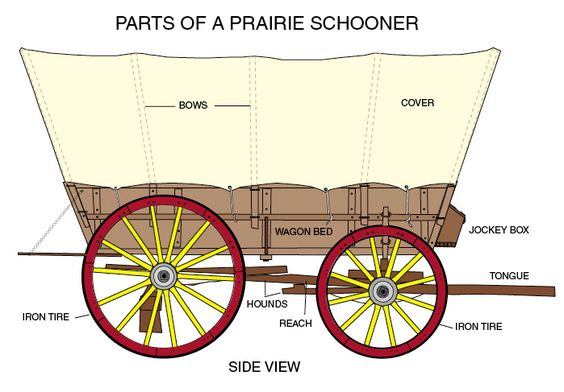 PARTS OF A PRAIRIE SCHOONER
BOWS
COVER
WAGON BED
JOCKEY BOX
TONGUE
HOUNDS
REACH
IRON TIRE
IRON TIRE
SIDE VIEW